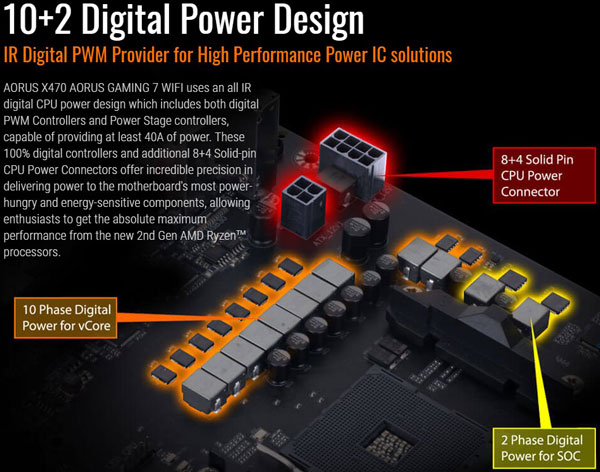 10+2 Digital Power Design
IR Digital PWM Provider for High Performance Power IC solutions
AORUS X470 AORUS GAMING 7 WIFI uses an all IR
digital CPU power design which includes both digital
PWM Controllers and Power Stage controllers,
capable of providing at least 40A of power. These
100% digital controllers and additional 8+4 Solid-pin
CPU Power Connectors offer incredible precision in
delivering power to the motherboard's most power-
hungry and energy-sensitive components, allowing
enthusiasts to get the absolute maximum
performance from the new 2nd Gen AMD Ryzen™
processors.
8+4 Solid Pin
CPU Power
Connector
10 Phase Digital
Power for vCore
2 Phase Digital
Power for SOC